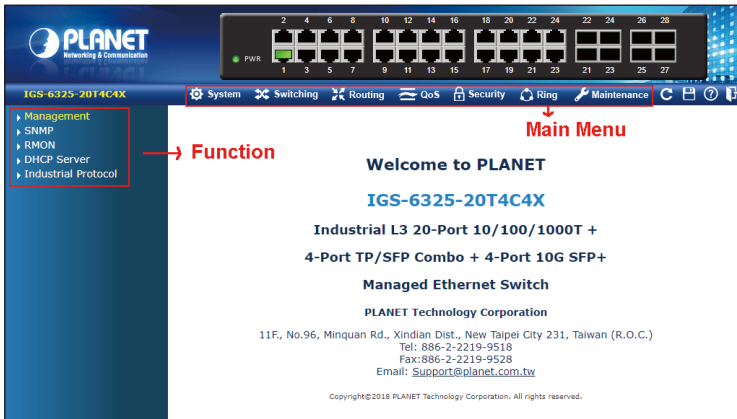 PLANET
Networking & Communication
2 4 6 8 10 12 14 16 18 20 22 24 22 24 26 28
PWR
1 3 5 7 9 11 13 15 17 19 21 23 21 23 25 27
IGS-6325-20T4C4X
System Switching Routing QoS Security Ring Maintenance
Main Menu
Management
SNMP
RMON
DHCP Server
Industrial Protocol
Function
Welcome to PLANET
IGS-6325-20T4C4X
Industrial L3 20-Port 10/100/1000T +
4-Port TP/SFP Combo + 4-Port 10G SFP+
Managed Ethernet Switch
PLANET Technology Corporation
11F., No.96, Minquan Rd., Xindian Dist., New Taipei City 231, Taiwan (R.O.C.)
Tel: 886-2-2219-9518
Fax:886-2-2219-9528
Email: Support@planet.com.tw
Copyright©2018 PLANET Technology Corporation. All rights reserved.